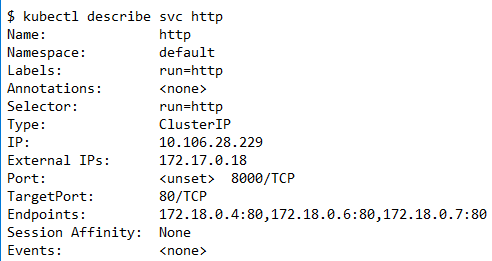 $ kubectl describe svc http
Name:              http
Namespace:         default
Labels:            run=http
Annotations:       <none>
Selector:          run=http
Type:              ClusterIP
IP:                10.106.28.229
External IPs:      172.17.0.18
Port:              <unset>  8000/TCP
TargetPort:        80/TCP
Endpoints:         172.18.0.4:80,172.18.0.6:80,172.18.0.7:80
Session Affinity:  None
Events:            <none>